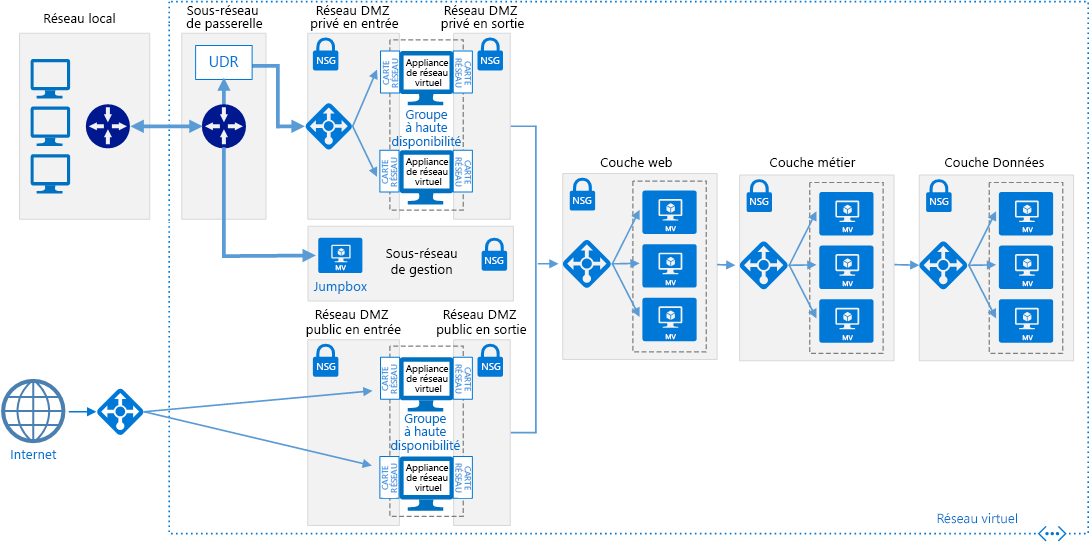 Réseau local
Sous-réseau
de passerelle
UDR
Réseau DMZ
privé en entrée
Réseau DMZ
privé en sortie
NSG
NSG
CARTE
RÉSEAU
Appliance
de réseau
virtuel
CARTE
RÉSEAU
Groupe
à haute
disponibilité
CARTE
RÉSEAU
Appliance
de réseau
virtuel
CARTE
RÉSEAU
MV
Jumpbox
Sous-réseau
de gestion
NSG
Réseau DMZ
public en entrée
Réseau DMZ
public en sortie
NSG
NSG
CARTE
RÉSEAU
Appliance
de réseau
virtuel
CARTE
RÉSEAU
Groupe
à haute
disponibilité
CARTE
RÉSEAU
Appliance
de réseau
virtuel
CARTE
RÉSEAU
Internet
Couche web
NSG
MV
MV
MV
Couche métier
NSG
MV
MV
MV
Couche Données
NSG
MV
MV
MV
Réseau virtuel